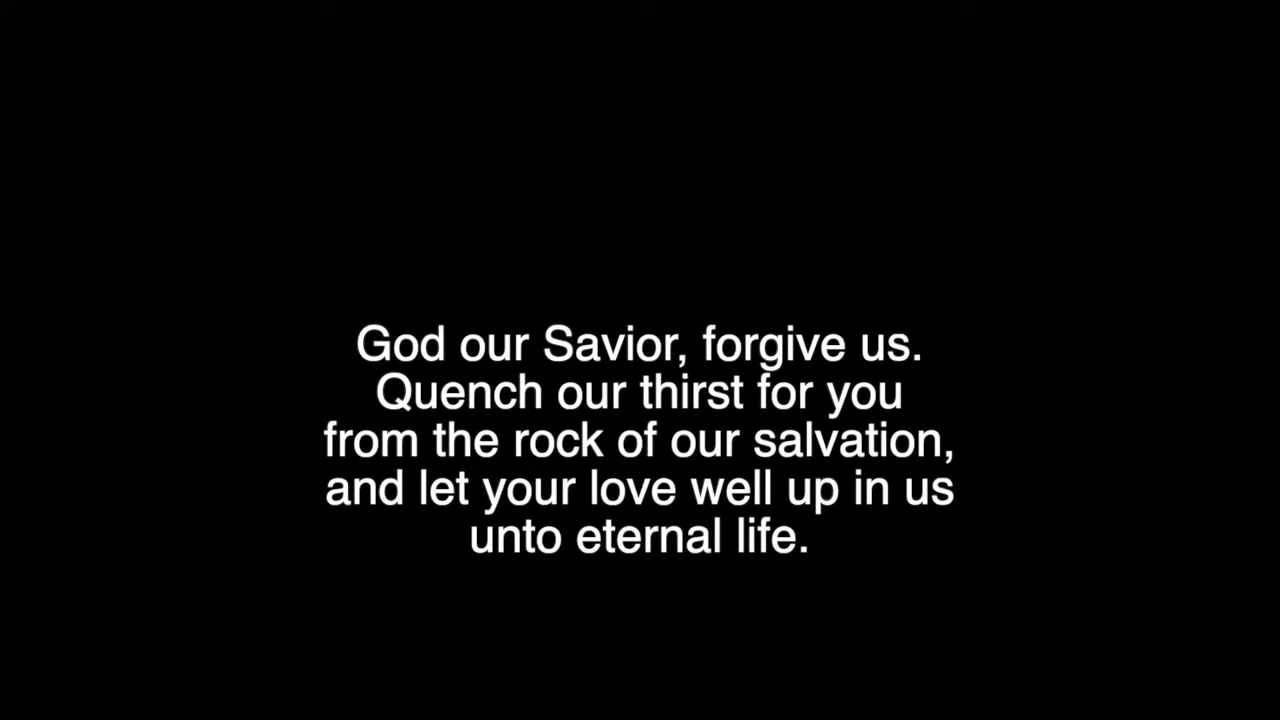 God our Savior, forgive us.
Quench our thirst for you
from the rock of our salvation,
and let your love well up in us
unto eternal life.